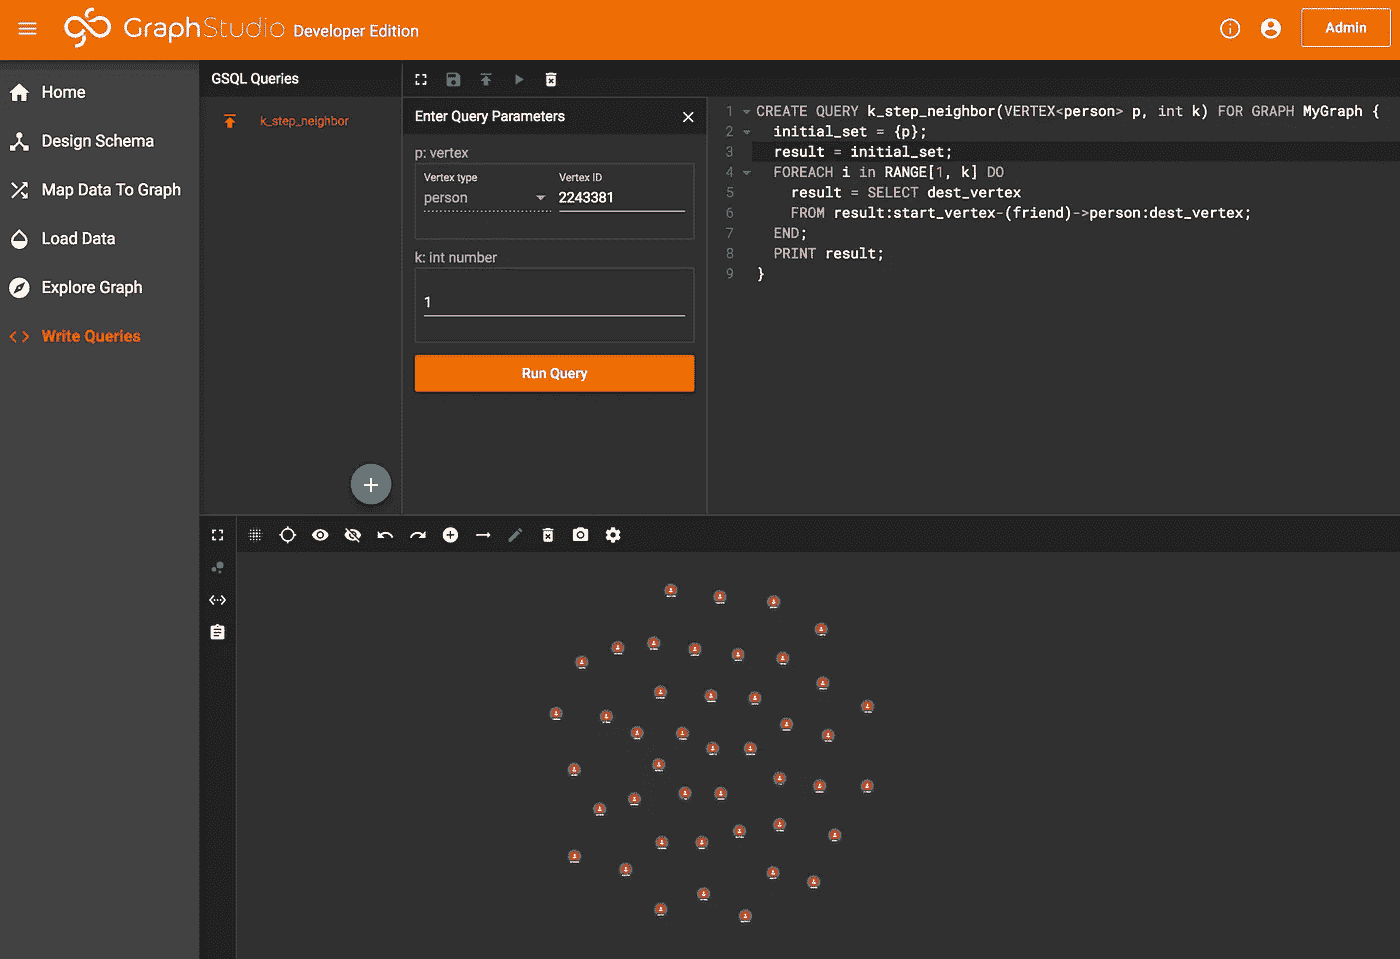 GraphStudio Developer Edition
Admin
Home
Design Schema
Map Data To Graph
Load Data
Explore Graph
Write Queries
GSQL Queries
k_step_neighbor
Enter Query Parameters
p: vertex
Vertex type
Vertex ID
person
2243381
k: int number
1
Run Query
1 CREATE QUERY k_step_neighbor(VERTEX<person> p, int k) FOR GRAPH MyGraph {
2 initial_set = {p};
3 result = initial_set;
4 FOREACH i in RANGE[1, k] DO
5 result = SELECT dest_vertex
6 FROM result:start_vertex-(friend)->person:dest_vertex;
7 END;
8 PRINT result;
9 }